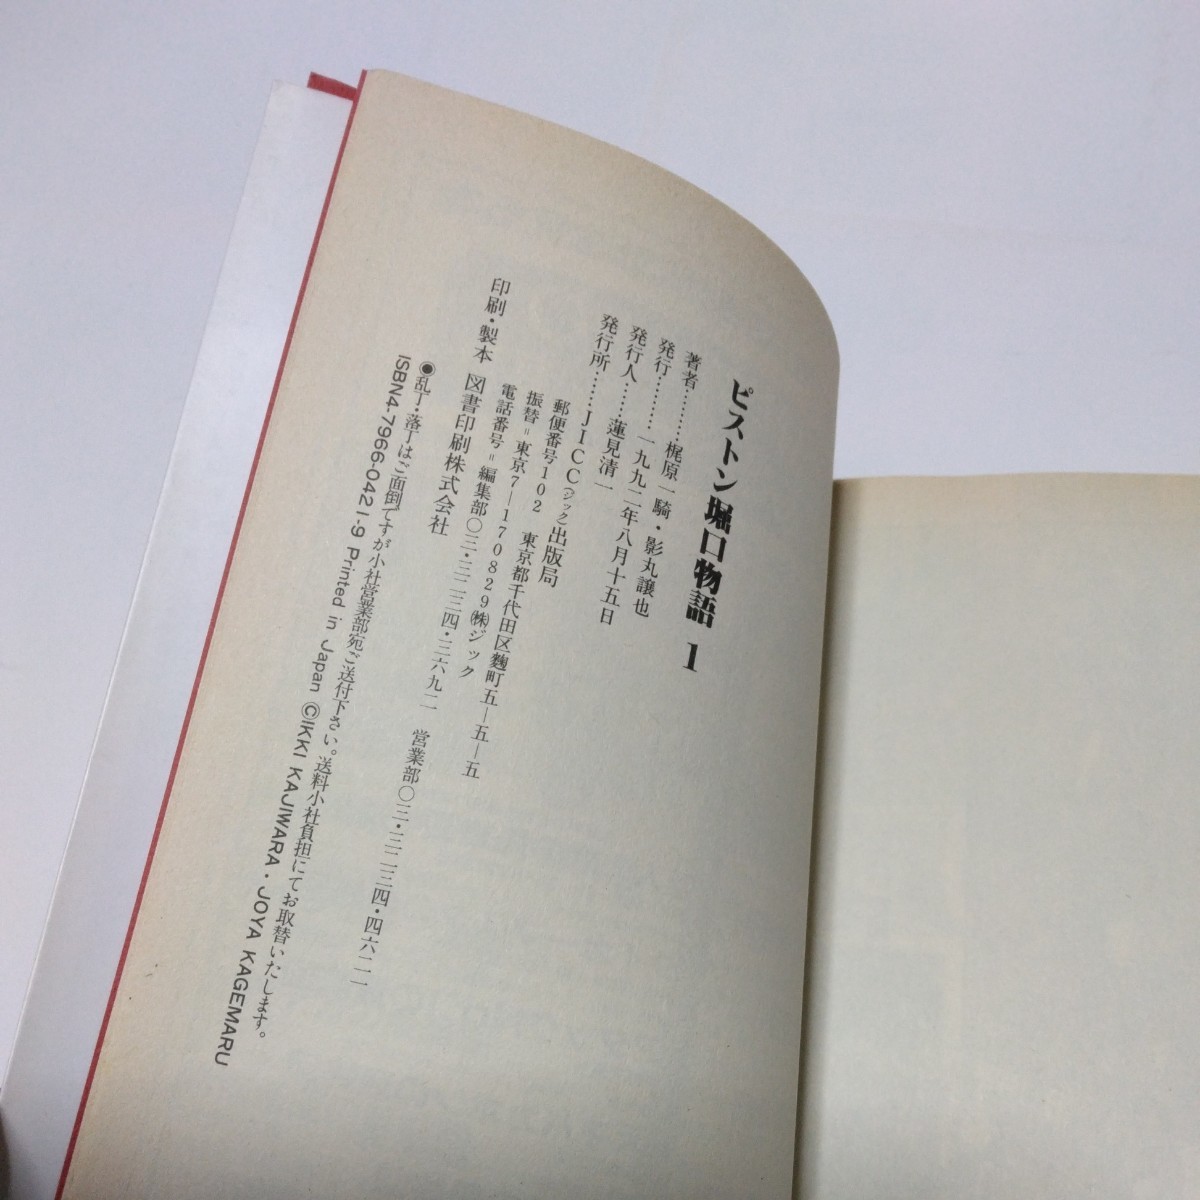 ピストン堀口物語 1
著者………梶原一騎・影丸譲也
発行………一九九二年八月十五日
発行人……蓮見清一
発行所……JICC(ジック)出版局
郵便番号102 東京都千代田区麴町五―五―五
振替＝東京7―170829㈱ジック
電話番号＝編集部〇三・三二三四・三六九二 営業部〇三・三二三四・四六二一
印刷・製本 図書印刷株式会社
●乱丁・落丁はご面倒ですが小社営業部宛ご送付下さい。送料小社負担にてお取替いたします。
ISBN4-7966-0421-9 Printed in Japan ©IKKI KAJIWARA・JOYA KAGEMARU